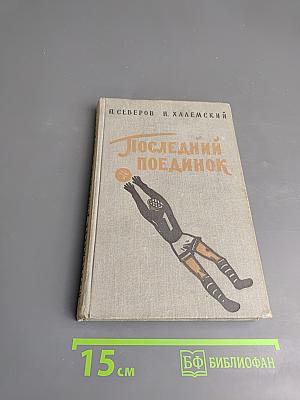 П. СЕВЕРОВ Н. ХАЛЕМСКИЙ
ПОСЛЕДНИЙ
ПОЕДИНОК
15 см
БФ БИБЛИОФАН